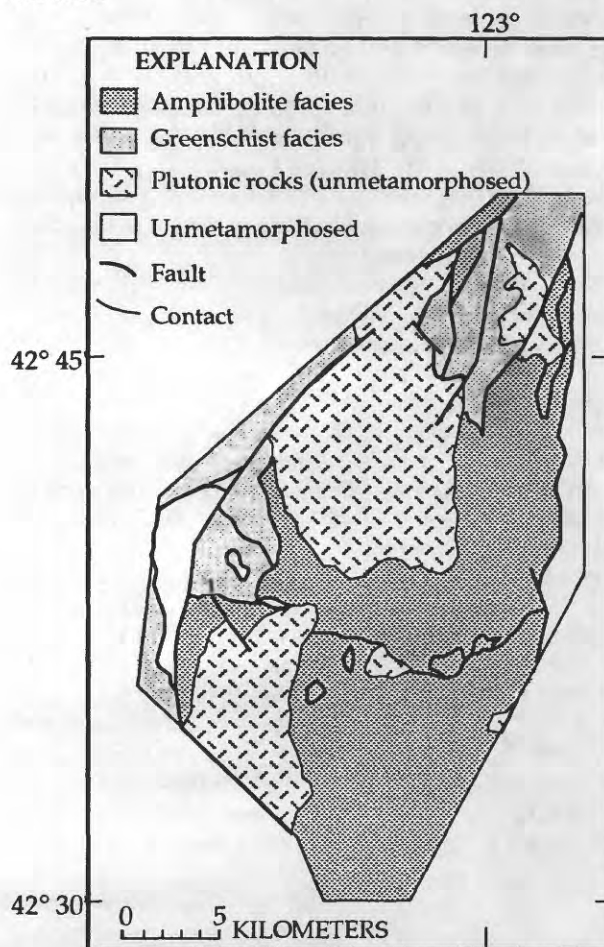 123°
EXPLANATION
Amphibolite facies
Greenschist facies
Plutonic rocks (unmetamorphosed)
Unmetamorphosed
Fault
Contact
42° 45
42° 30
0 5
KILOMETERS